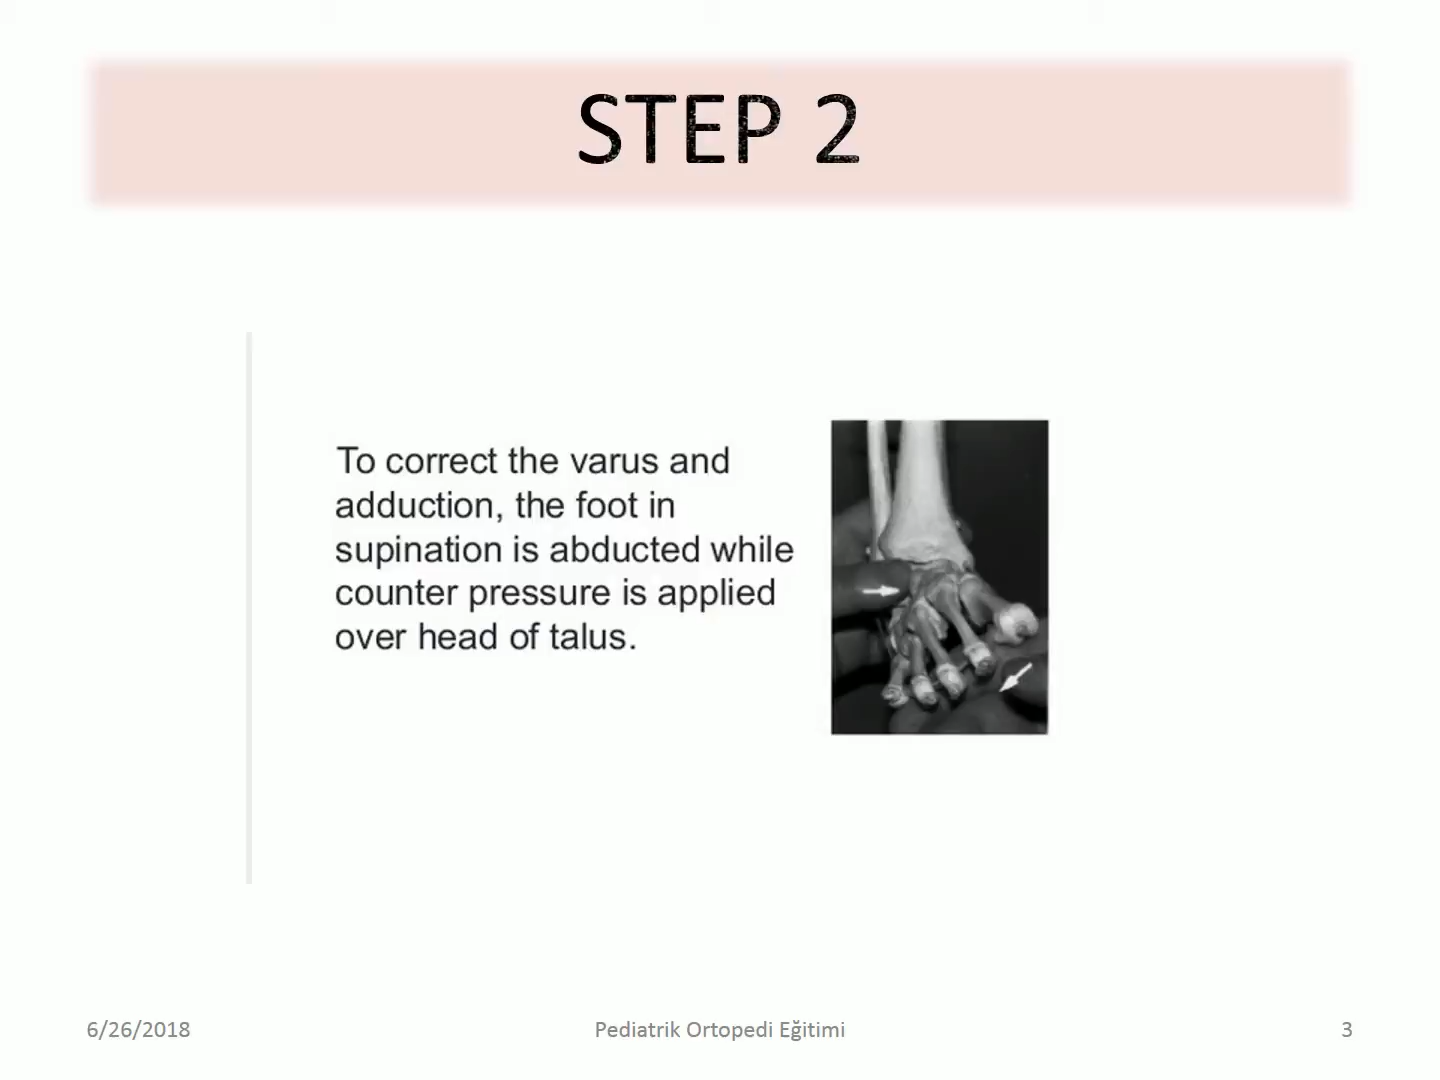 STEP 2
To correct the varus and
adduction, the foot in
supination is abducted while
counter pressure is applied
over head of talus.
6/26/2018
Pediatrik Ortopedi Eğitimi
3